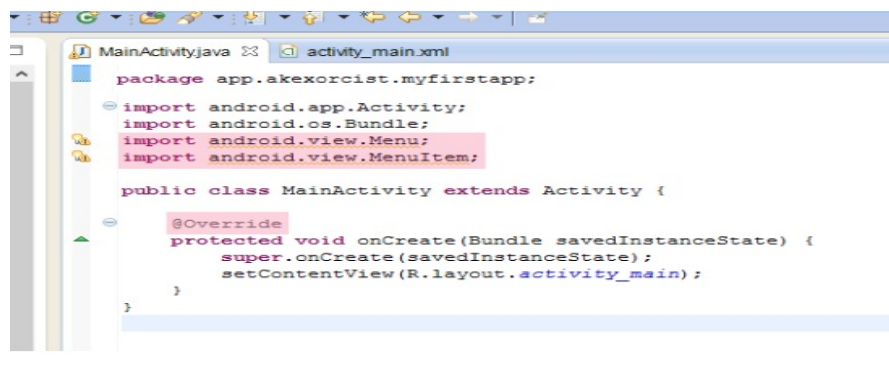 MainActivity.java activity_main.xml
package app.akexorcist.myfirstapp;
import android.app.Activity;
import android.os.Bundle;
import android.view.Menu;
import android.view.MenuItem;
public class MainActivity extends Activity {
@Override
protected void onCreate(Bundle savedInstanceState) {
super.onCreate(savedInstanceState);
setContentView(R.layout.activity_main);
}
}